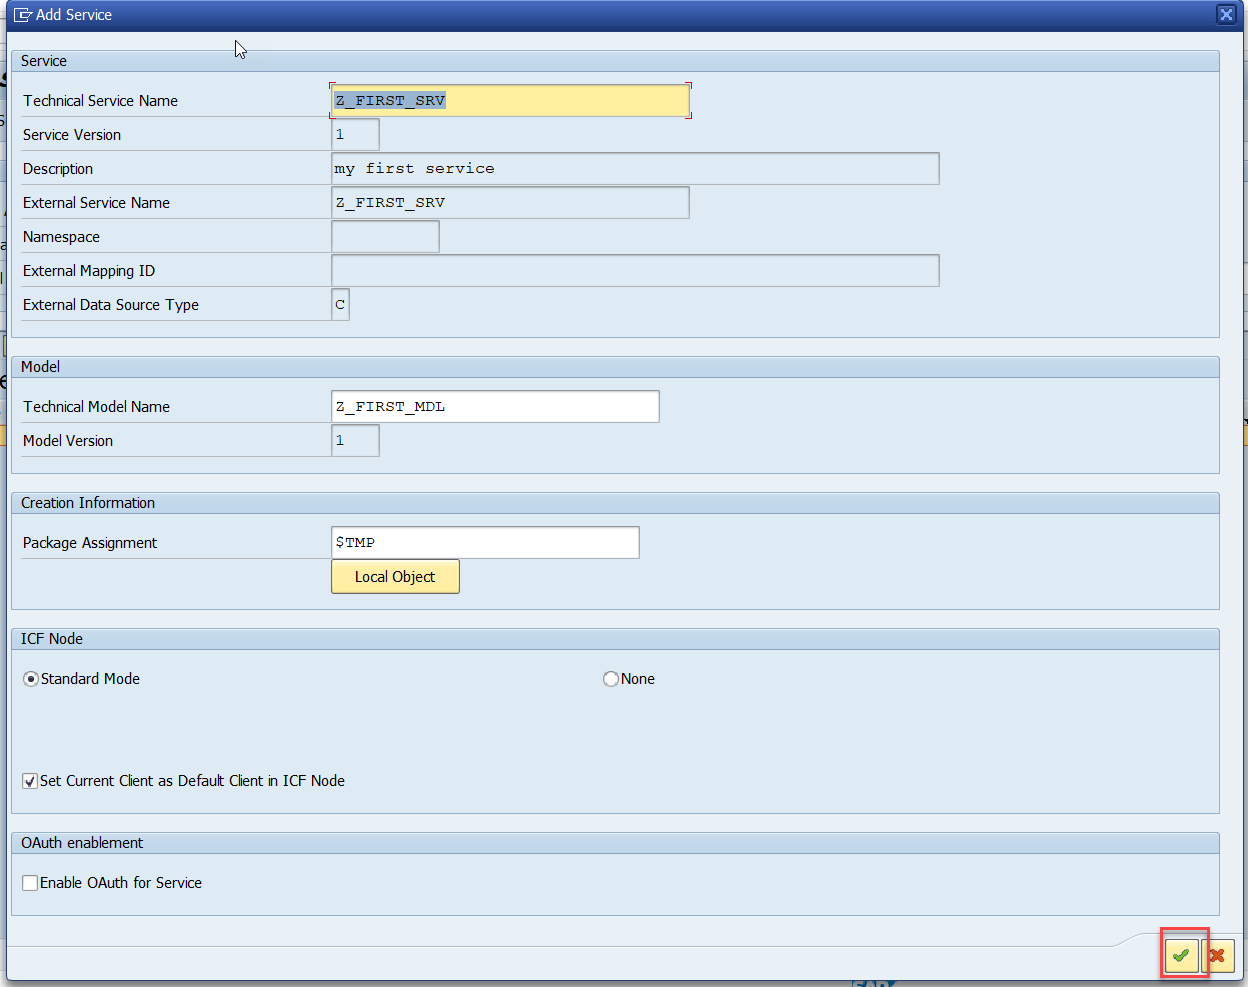 Add Service
Service
Technical Service Name Z_FIRST_SRV
Service Version 1
Description my first service
External Service Name Z_FIRST_SRV
Namespace
External Mapping ID
External Data Source Type C
Model
Technical Model Name Z_FIRST_MDL
Model Version 1
Creation Information
Package Assignment $TMP
Local Object
ICF Node
Standard Mode None
Set Current Client as Default Client in ICF Node
OAuth enablement
Enable OAuth for Service